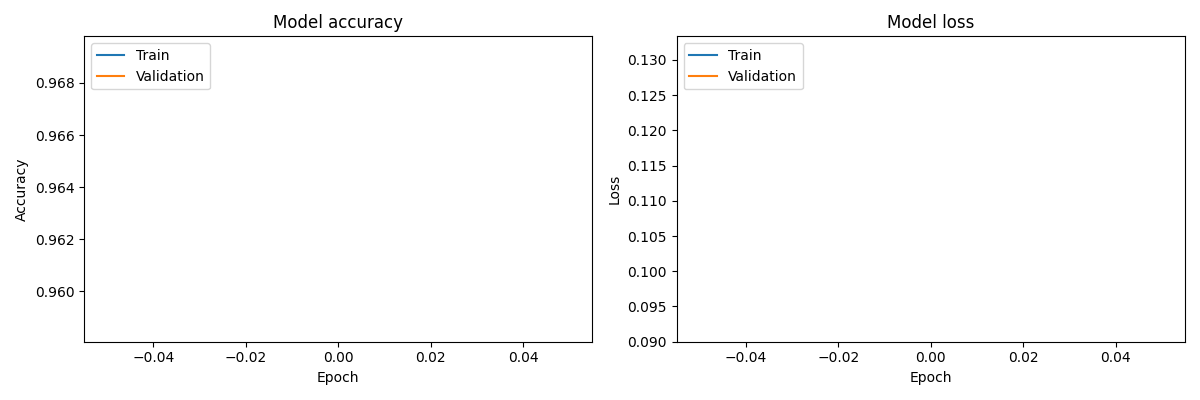 Model accuracy
Train
Validation
0.968
0.966
0.964
0.962
0.960
Accuracy
−0.04 −0.02 0.00 0.02 0.04
Epoch
Model loss
Train
Validation
0.130
0.125
0.120
0.115
0.110
0.105
0.100
0.095
0.090
Loss
−0.04 −0.02 0.00 0.02 0.04
Epoch